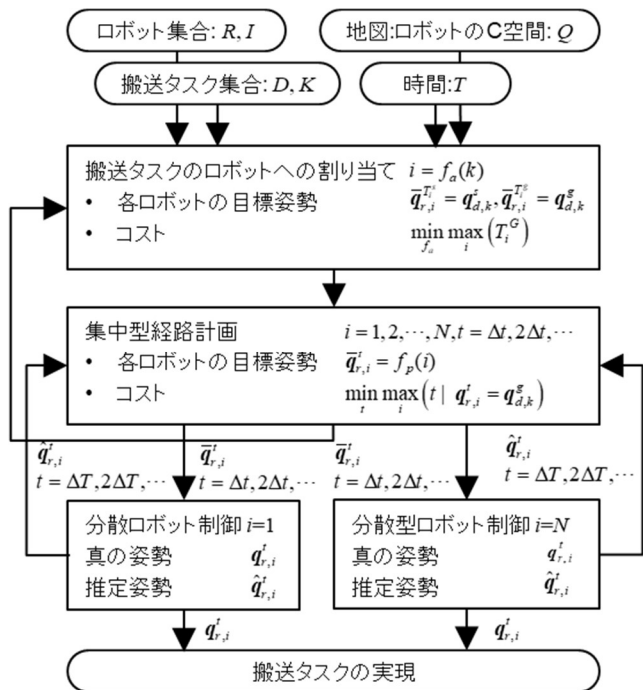 ロボット集合: R, I
地図:ロボットのC空間: Q
搬送タスク集合: D, K
時間:T
搬送タスクのロボットへの割り当て i = f_a(k)
• 各ロボットの目標姿勢 q̄_{r,i}^{T_i^s} = q_{d,k}^s, q̄_{r,i}^{T_i^g} = q_{d,k}^g
• コスト min_{f_a} max_i (T_i^G)
集中型経路計画 i = 1, 2, ⋯, N, t = Δt, 2Δt, ⋯
• 各ロボットの目標姿勢 q̄_{r,i}^t = f_p(i)
• コスト min_t max_i (t | q_{r,i}^t = q_{d,k}^g)
q̂_{r,i}^t
t = ΔT, 2ΔT, ⋯
q̄_{r,i}^t
t = Δt, 2Δt, ⋯
q̄_{r,i}^t
t = Δt, 2Δt, ⋯
q̂_{r,i}^t
t = ΔT, 2ΔT, ⋯
分散ロボット制御 i=1
真の姿勢 q_{r,i}^t
推定姿勢 q̂_{r,i}^t
分散型ロボット制御 i=N
真の姿勢 q_{r,i}^t
推定姿勢 q̂_{r,i}^t
q_{r,i}^t
q_{r,i}^t
搬送タスクの実現